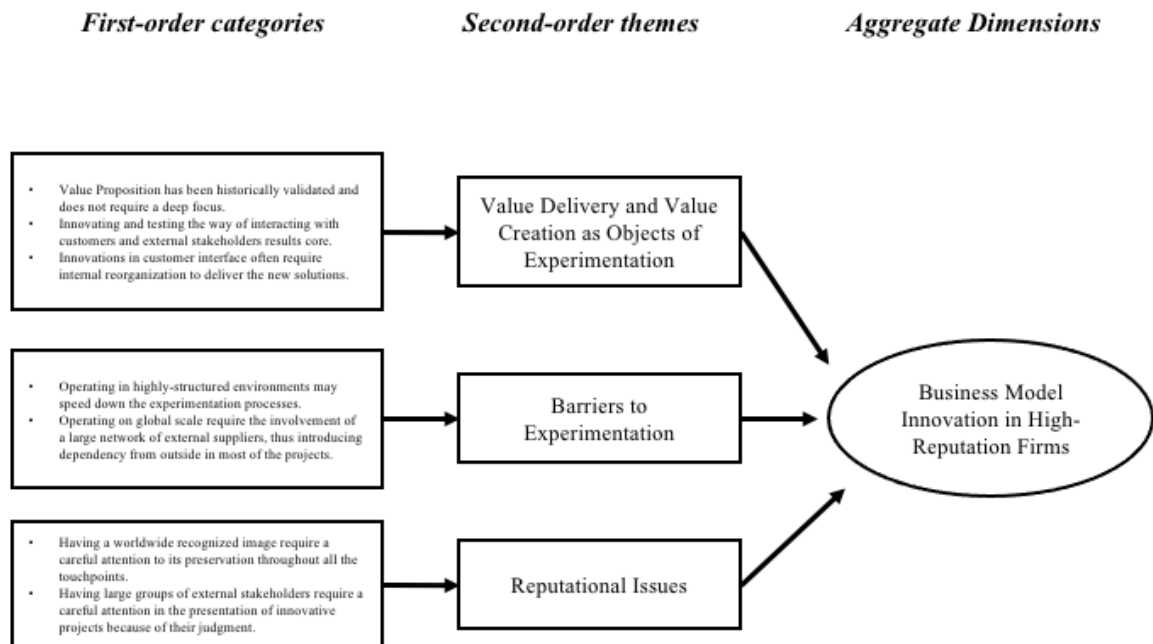 First-order categories
Second-order themes
Aggregate Dimensions
• Value Proposition has been historically validated and
does not require a deep focus.
• Innovating and testing the way of interacting with
customers and external stakeholders results core.
• Innovations in customer interface often require
internal reorganization to deliver the new solutions.
Value Delivery and Value
Creation as Objects of
Experimentation
• Operating in highly-structured environments may
speed down the experimentation processes.
• Operating on global scale require the involvement of
a large network of external suppliers, thus introducing
dependency from outside in most of the projects.
Barriers to
Experimentation
Business Model
Innovation in High-
Reputation Firms
• Having a worldwide recognized image require a
careful attention to its preservation throughout all the
touchpoints.
• Having large groups of external stakeholders require a
careful attention in the presentation of innovative
projects because of their judgment.
Reputational Issues